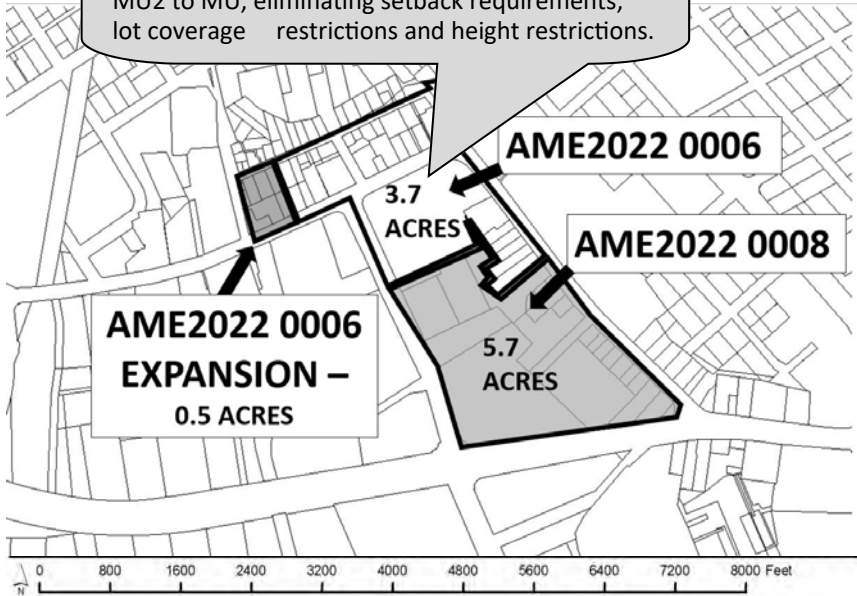 MU2 to MU, eliminating setback requirements,
lot coverage restrictions and height restrictions.
AME2022 0006
3.7
ACRES
AME2022 0008
AME2022 0006
EXPANSION –
0.5 ACRES
5.7
ACRES
0 800 1600 2400 3200 4000 4800 5600 6400 7200 8000 Feet
N